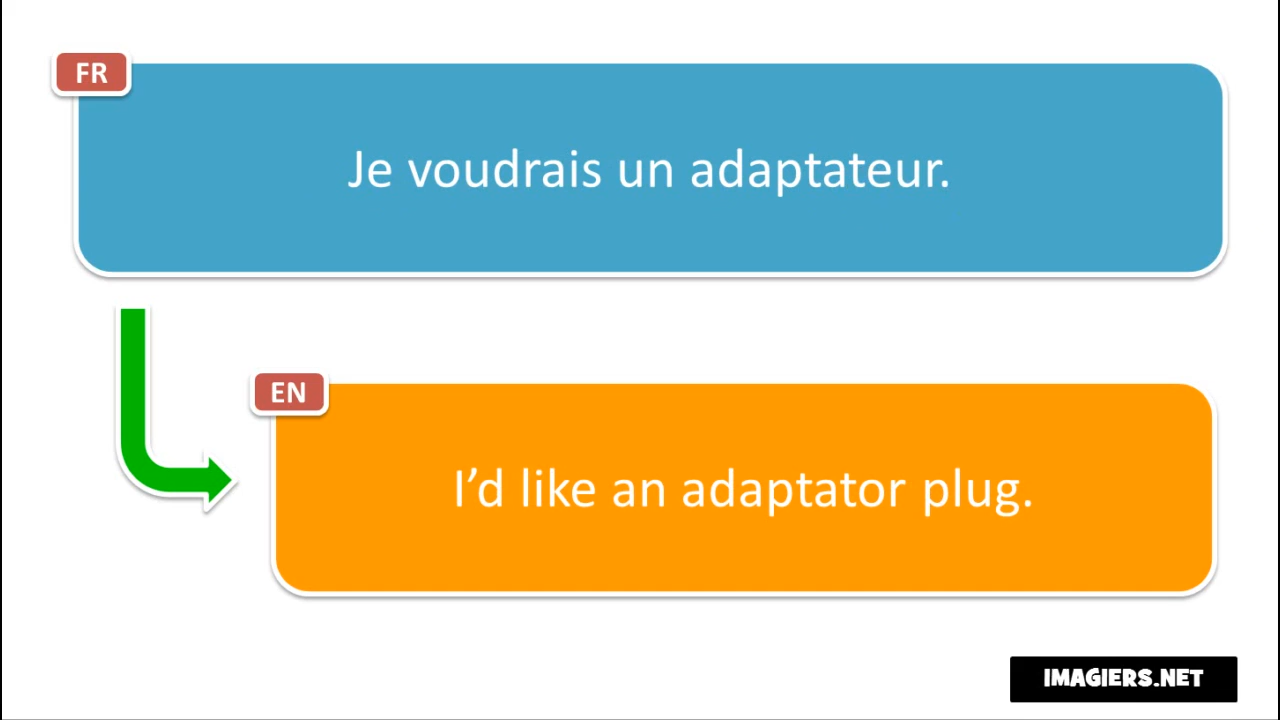 FR
Je voudrais un adaptateur.
EN
I’d like an adaptator plug.
IMAGIERS.NET